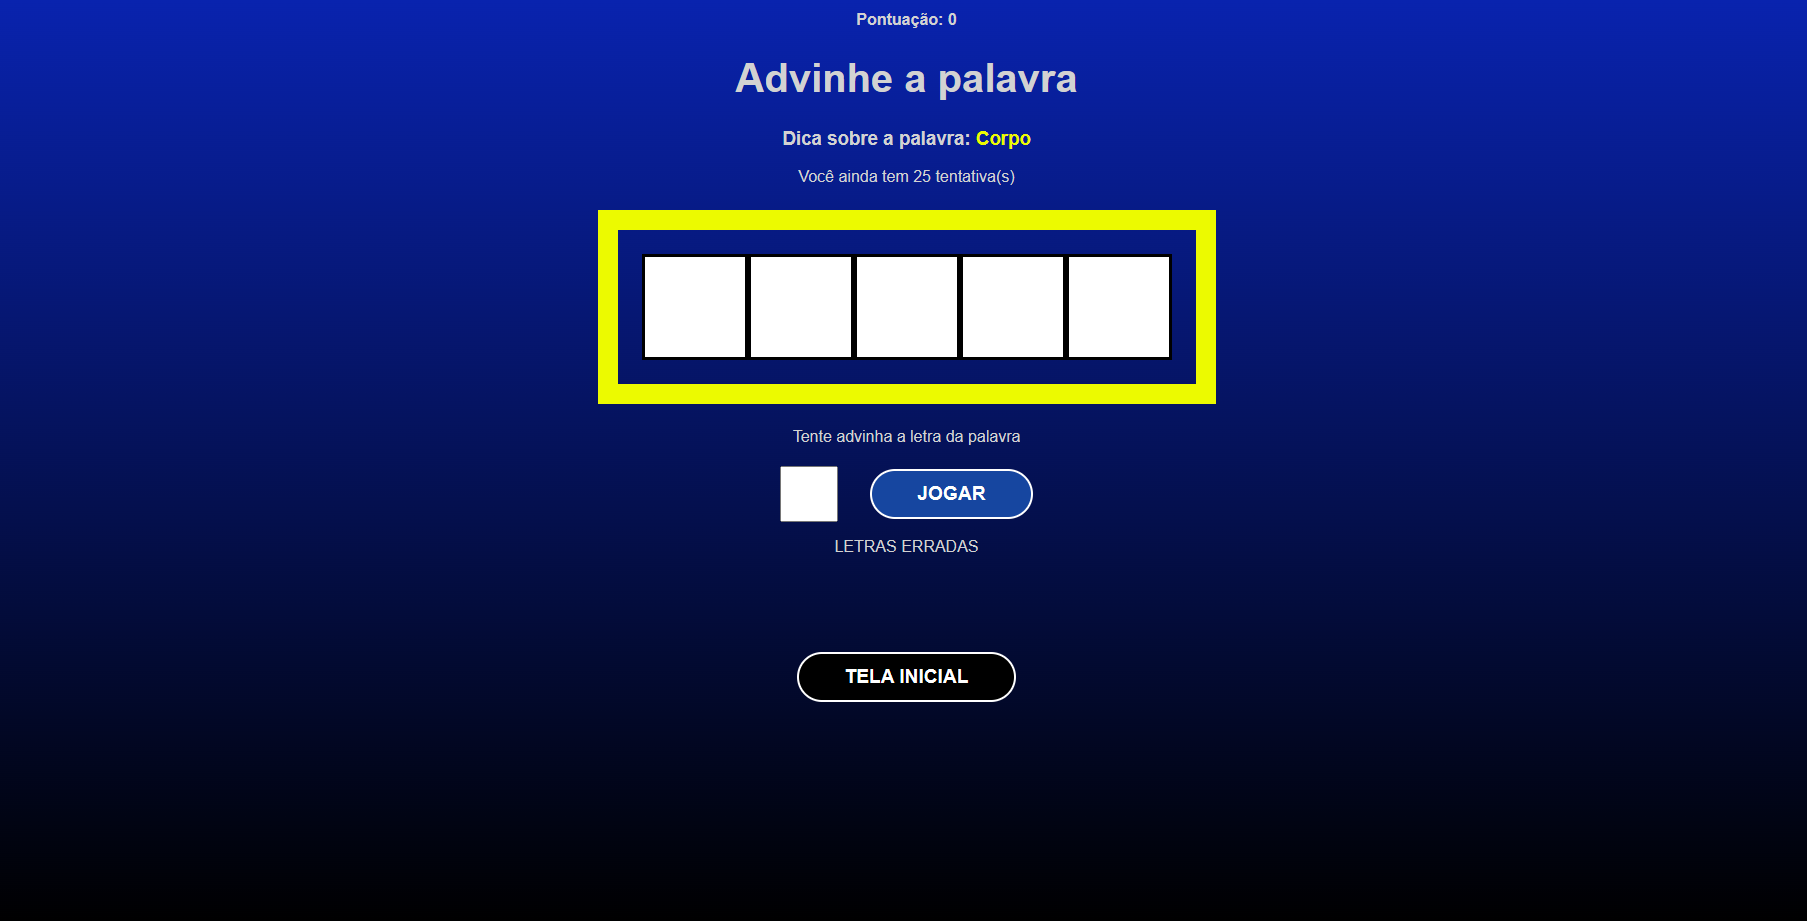 Pontuação: 0
Advinhe a palavra
Dica sobre a palavra: Corpo
Você ainda tem 25 tentativa(s)
Tente advinha a letra da palavra
JOGAR
LETRAS ERRADAS
TELA INICIAL